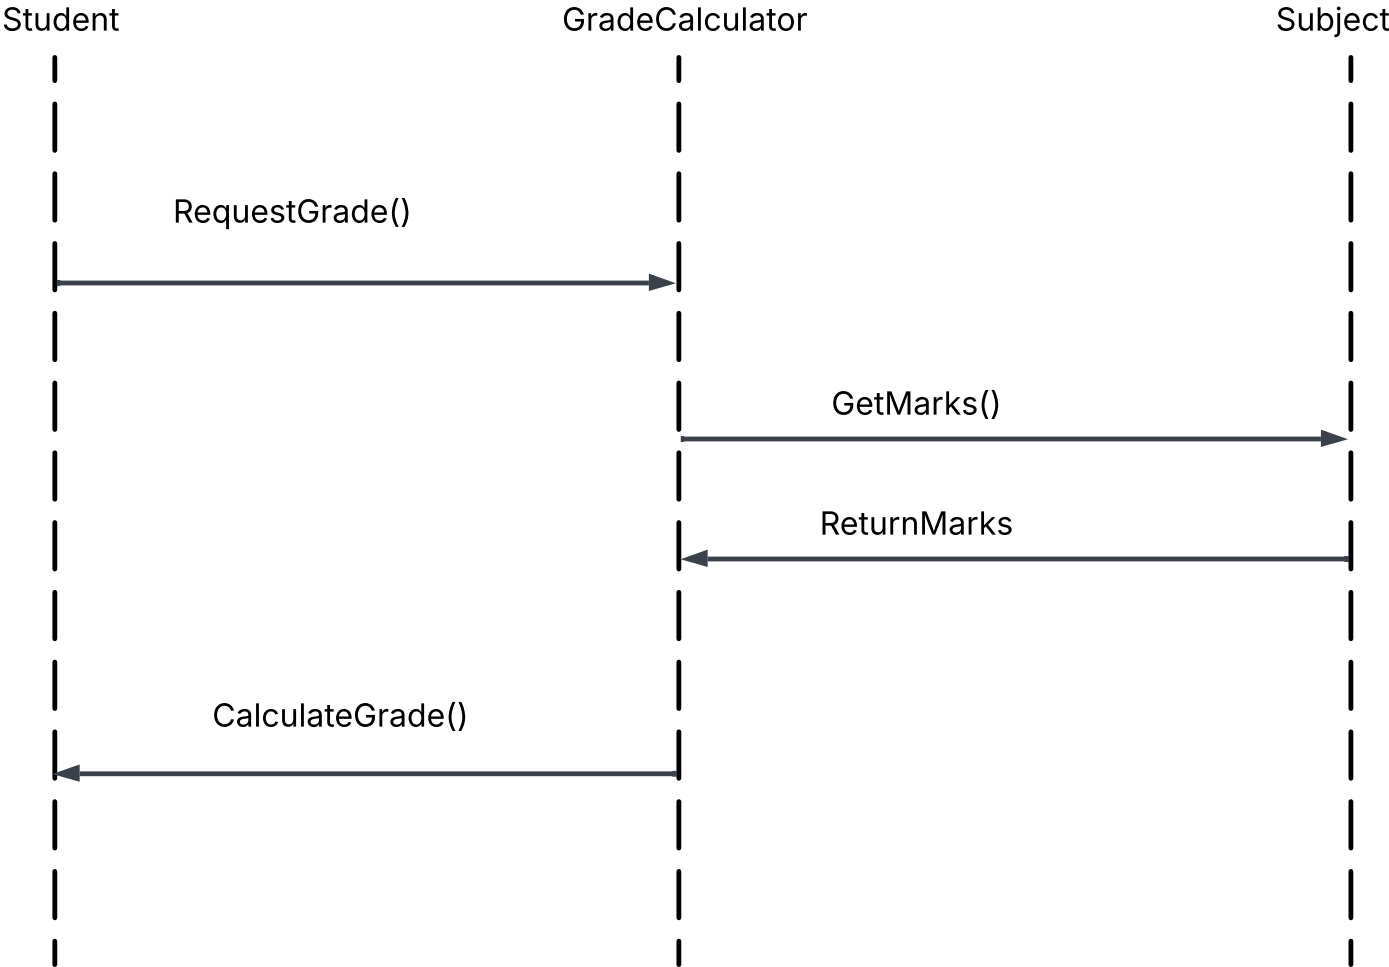 Student
GradeCalculator
Subject
RequestGrade()
GetMarks()
ReturnMarks
CalculateGrade()